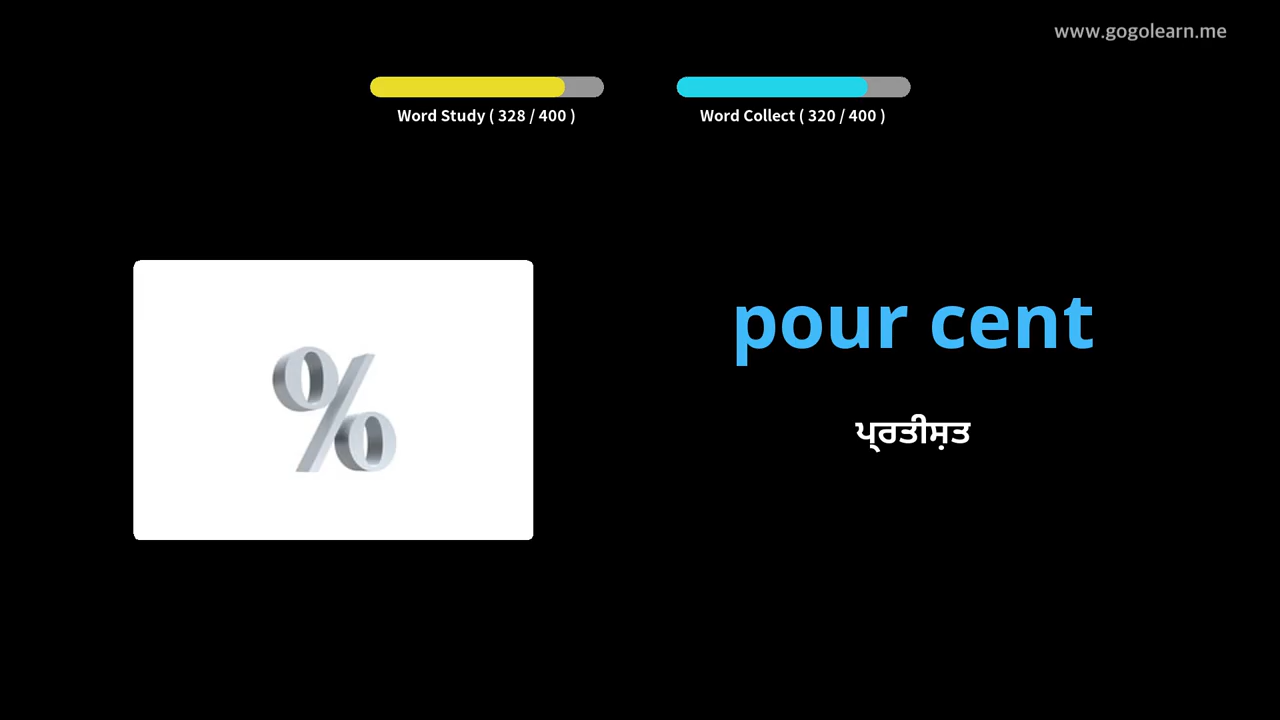 www.gogolearn.me
Word Study ( 328 / 400 )
Word Collect ( 320 / 400 )
%
pour cent
ਪ੍ਰਤੀਸ਼ਤ